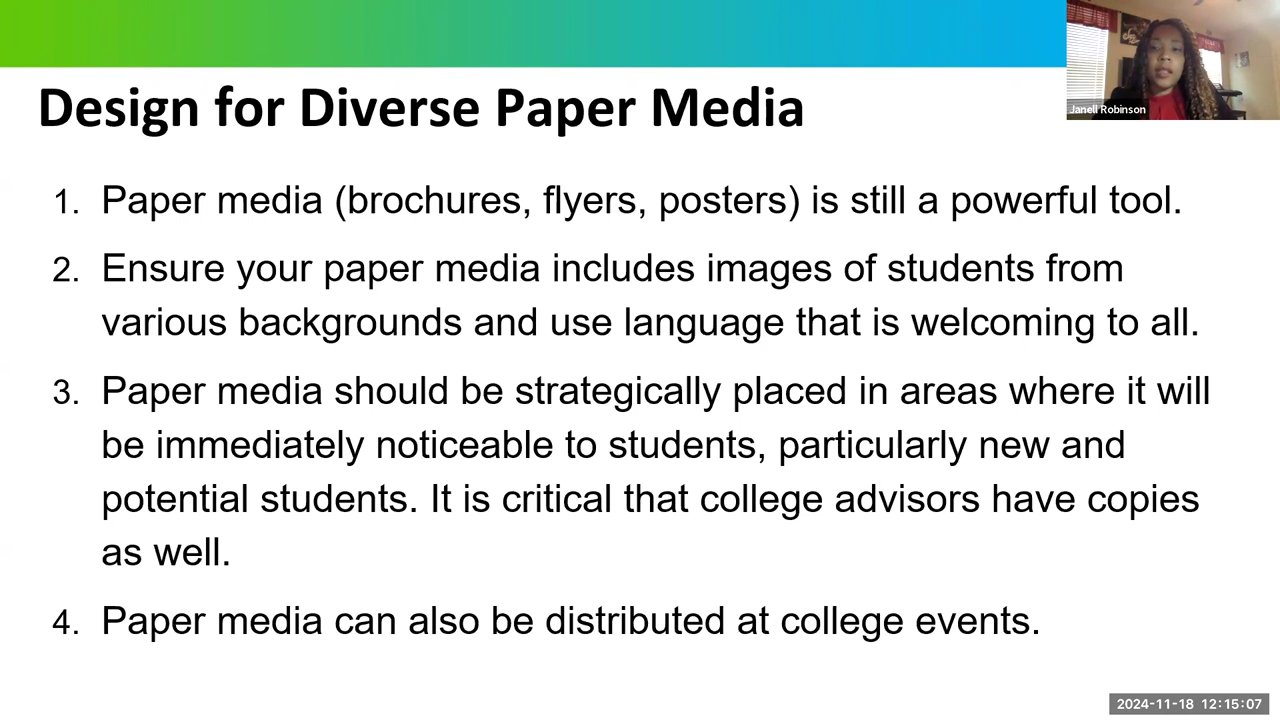 Design for Diverse Paper Media
Janell Robinson
1. Paper media (brochures, flyers, posters) is still a powerful tool.
2. Ensure your paper media includes images of students from
various backgrounds and use language that is welcoming to all.
3. Paper media should be strategically placed in areas where it will
be immediately noticeable to students, particularly new and
potential students. It is critical that college advisors have copies
as well.
4. Paper media can also be distributed at college events.
2024-11-18 12:15:07